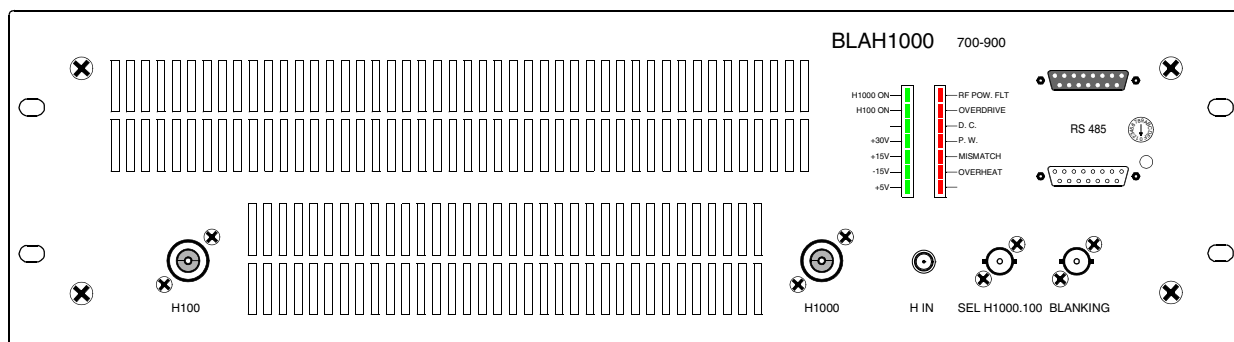 BLAH1000 700-900
H1000 ON RF POW. FLT
H100 ON OVERDRIVE
D. C.
+30V P. W.
+15V MISMATCH
-15V OVERHEAT
+5V
RS 485
H100
H1000
H IN
SEL H1000.100
BLANKING